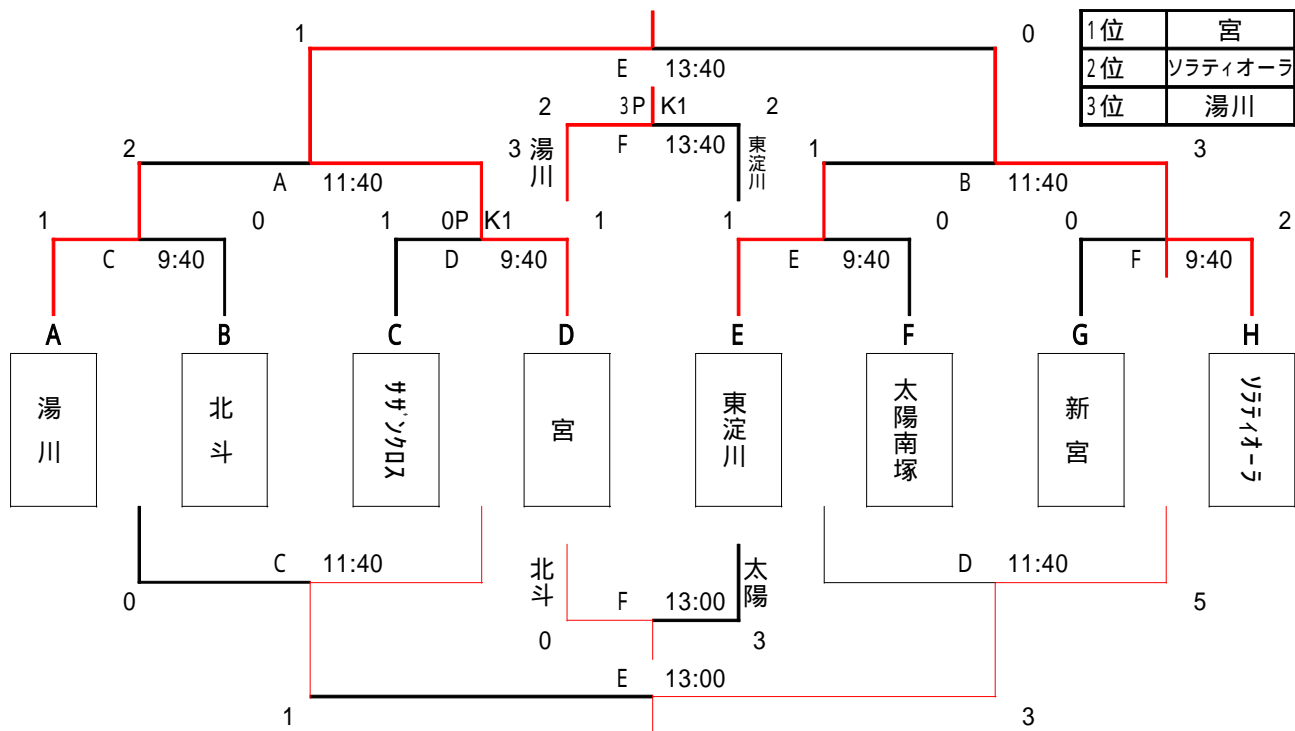 1 0
1位 宮
E 13:40
2位 ソラティオーラ
2 3P K1 2
3位 湯川
F 13:40
2 3 湯川 東淀川 1 3
A 11:40 B 11:40
1 0 1 0P K1 1 1 0 0 2
C 9:40 D 9:40 E 9:40 F 9:40
A B C D E F G H
湯川 北斗 サザンクロス 宮 東淀川 太陽南塚 新宮 ソラティオーラ
C 11:40 北斗 太陽 D 11:40
0 F 13:00 5
0 3
E 13:00
1 3